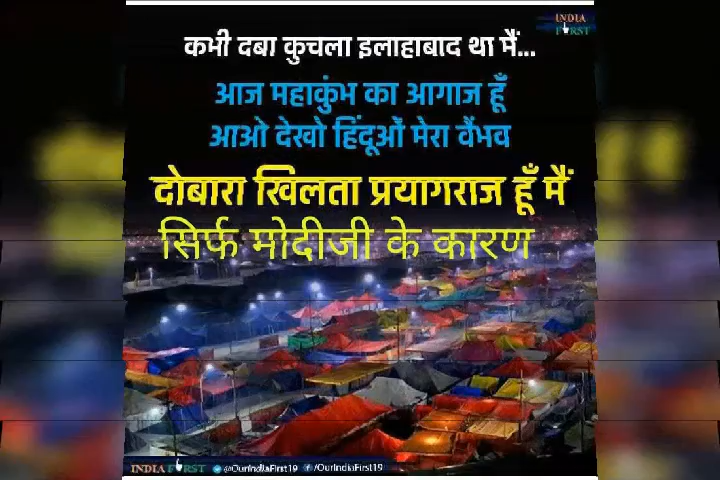 INDIA
FIRST
कभी दबा कुचला इलाहाबाद था मैं...
आज महाकुंभ का आगाज हूँ
आओ देखो हिंदूओं मेरा वैभव
दोबारा खिलता प्रयागराज हूँ मैं
सिर्फ मोदीजी के कारण
INDIA FIRST @OurIndiaFirst19 /OurIndiaFirst19